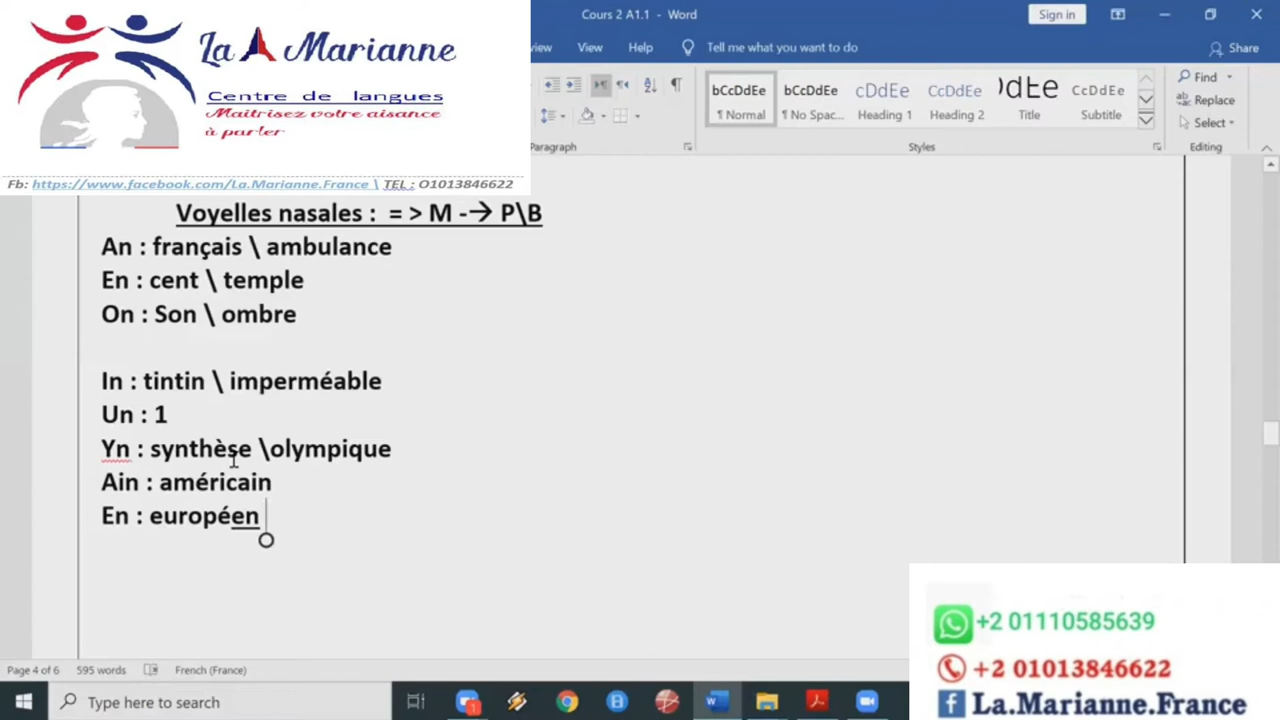 La Marianne
Centre de langues
Maitrisez votre aisance
à parler
Fb: https://www.facebook.com/La.Marianne.France \ TEL : O1013846622
Cours 2 A1.1 - Word
Sign in
view View Help Tell me what you want to do
Share
bCcDdEe bCcDdEe cDdEe CcDdEe )dDdEe CcDdEe
¶ Normal ¶ No Spac... Heading 1 Heading 2 Title Subtitle
Find
Replace
Select
Paragraph Styles Editing
Voyelles nasales : = > M -→ P\B
An : français \ ambulance
En : cent \ temple
On : Son \ ombre
In : tintin \ imperméable
Un : 1
Yn : synthèse \olympique
Ain : américain
En : européen
+2 01110585639
+2 01013846622
La.Marianne.France
Page 4 of 6 595 words French (France)
Type here to search